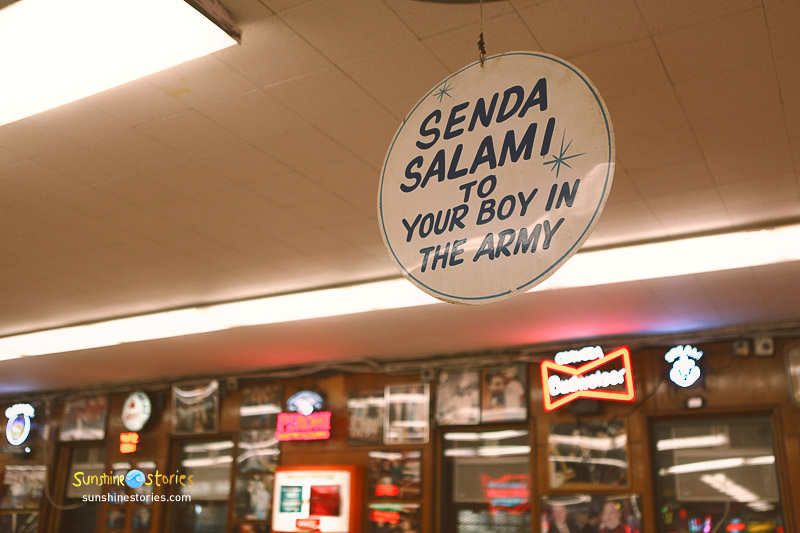 SENDA
SALAMI
TO
YOUR BOY IN
THE ARMY
Budweiser
Sunshine Stories
sunshinestories.com